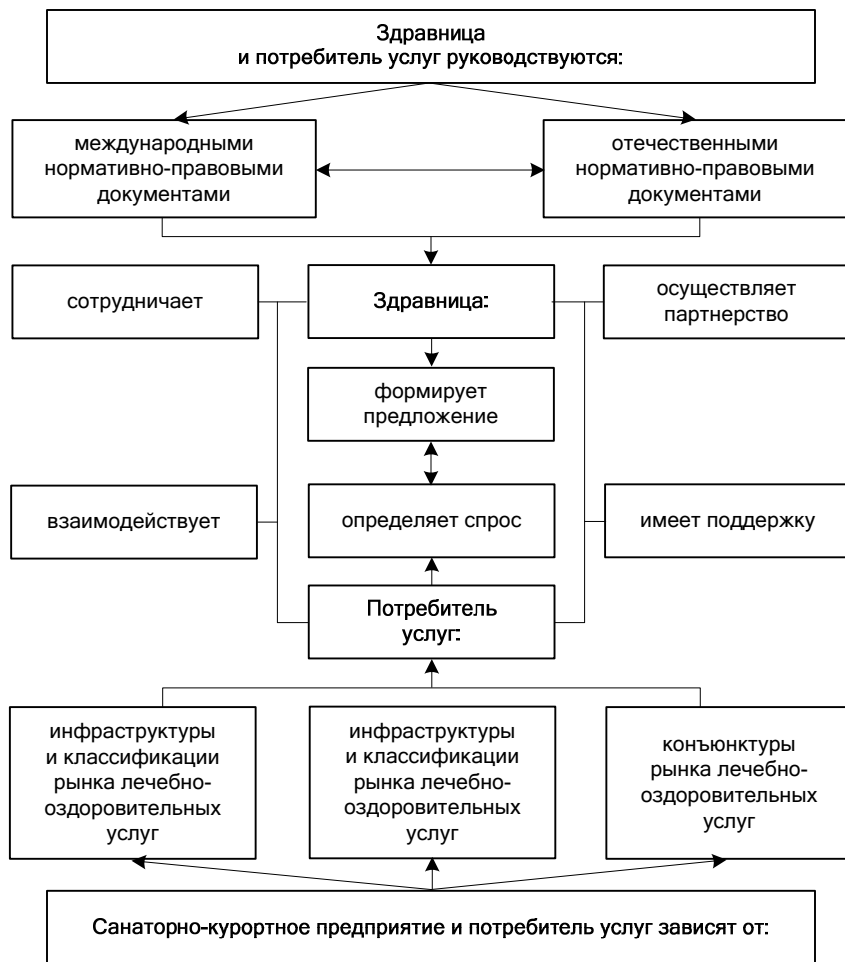 Здравница
и потребитель услуг руководствуются:
международными
нормативно-правовыми
документами
отечественными
нормативно-правовыми
документами
сотрудничает
Здравница:
осуществляет
партнерство
формирует
предложение
взаимодействует
определяет спрос
имеет поддержку
Потребитель
услуг:
инфраструктуры
и классификации
рынка лечебно-
оздоровительных
услуг
инфраструктуры
и классификации
рынка лечебно-
оздоровительных
услуг
конъюнктуры
рынка лечебно-
оздоровительных
услуг
Санаторно-курортное предприятие и потребитель услуг зависят от: